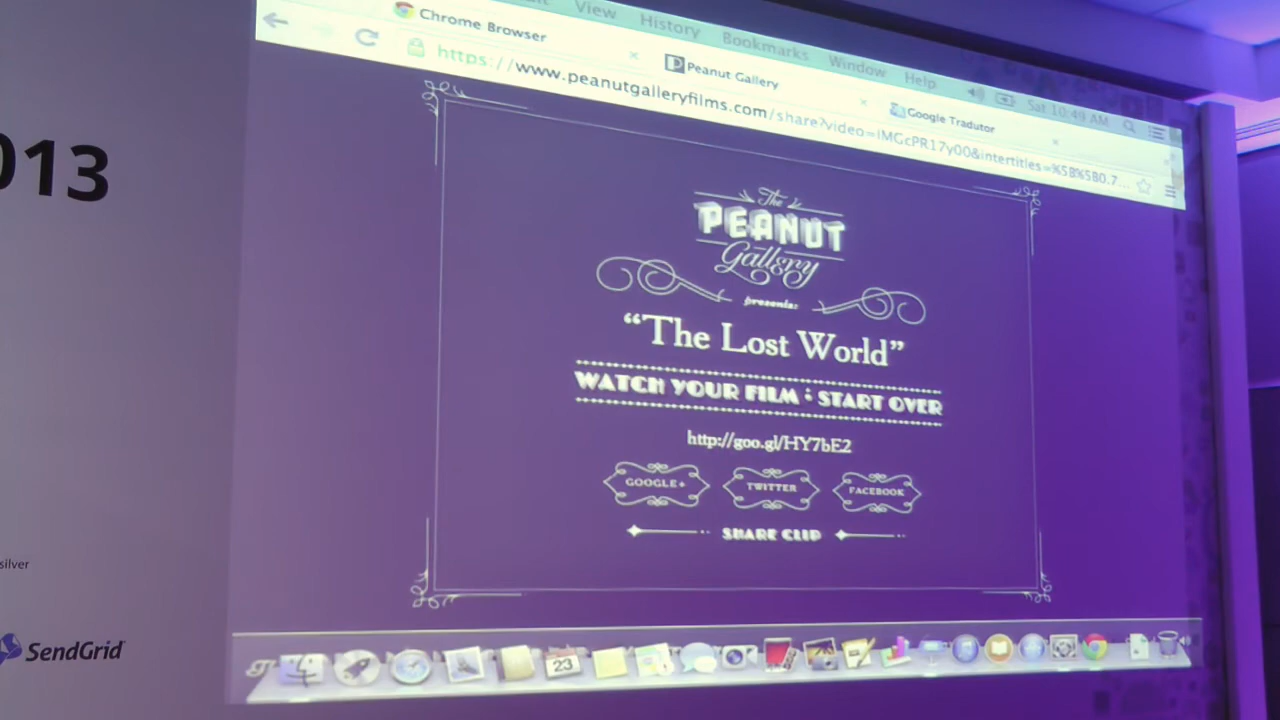 013
silver
SendGrid
View History Bookmarks Window Help Sat 10:49 AM
Chrome Browser
Peanut Gallery
Google Tradutor
https://www.peanutgalleryfilms.com/share?video=lMGcPR17y00&intertitles=%5B%5B0.7...
The
PEANUT
Gallery
presents:
“The Lost World”
WATCH YOUR FILM : START OVER
http://goo.gl/HY7bE2
GOOGLE+
TWITTER
FACEBOOK
SHARE CLIP
23